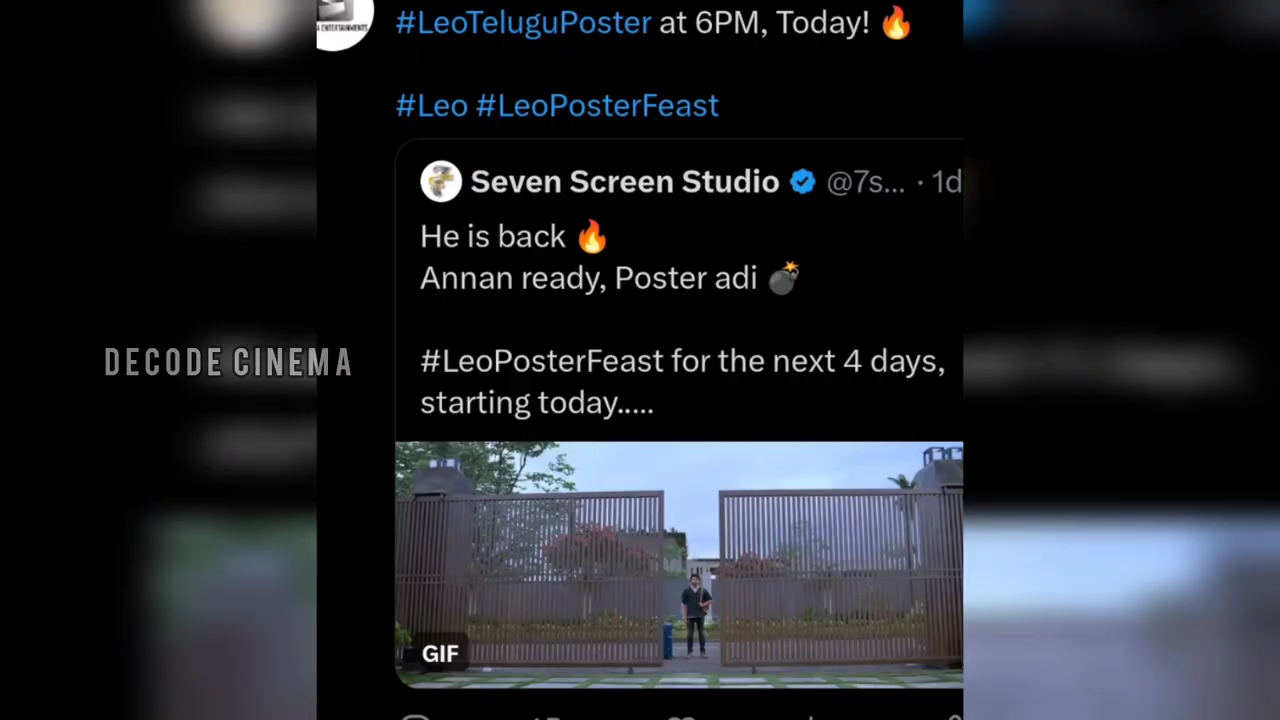 A ENTERTAINMENTS
#LeoTeluguPoster at 6PM, Today! 🔥
#Leo #LeoPosterFeast
Seven Screen Studio @7s... · 1d
He is back 🔥
Annan ready, Poster adi 💣
#LeoPosterFeast for the next 4 days,
starting today.....
DECODE CINEMA
GIF